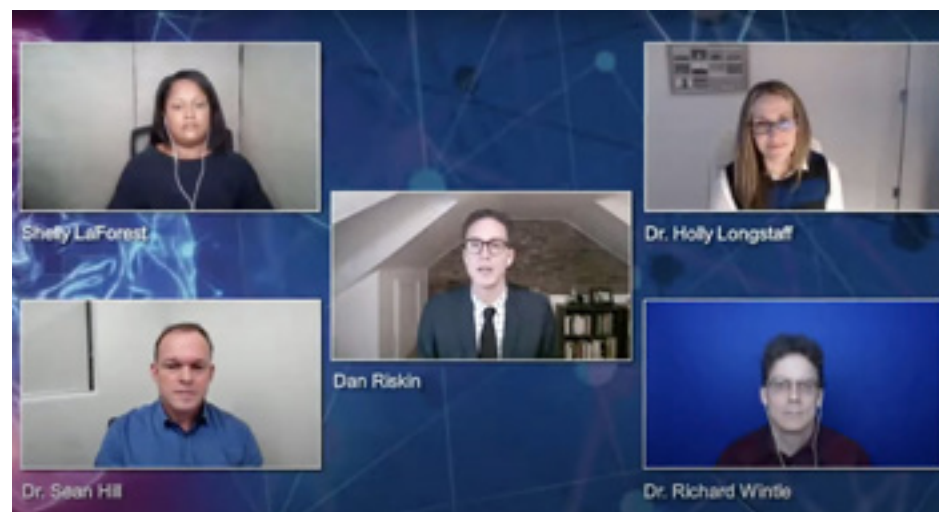 Shelly LaForest
Dr. Holly Longstaff
Dan Riskin
Dr. Sean Hill
Dr. Richard Wintle